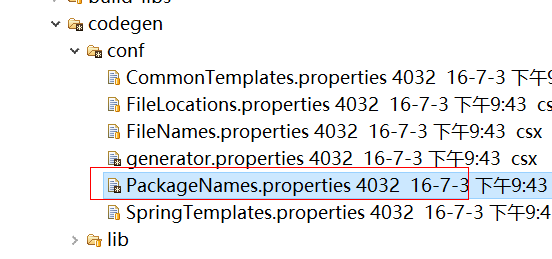 build-libs
codegen
conf
CommonTemplates.properties 4032 16-7-3 下午9:43
FileLocations.properties 4032 16-7-3 下午9:43 cs
FileNames.properties 4032 16-7-3 下午9:43 csx
generator.properties 4032 16-7-3 下午9:43 csx
PackageNames.properties 4032 16-7-3 下午9:43
SpringTemplates.properties 4032 16-7-3 下午9:43
lib